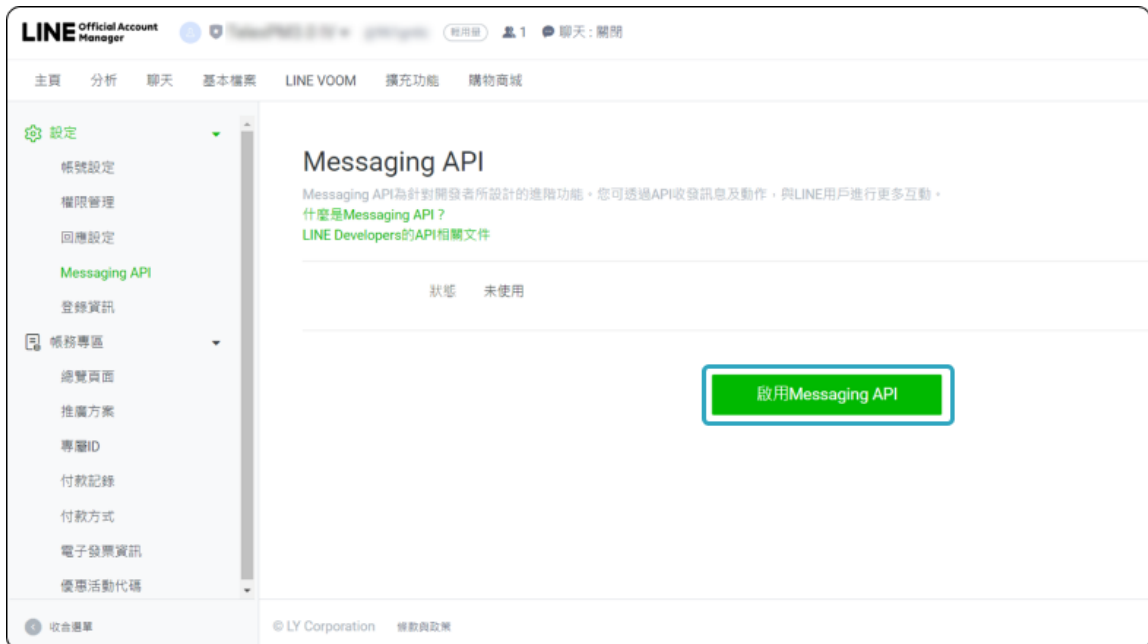 LINE Official Account Manager
輕用量
1
聊天 : 關閉
主頁 分析 聊天 基本檔案 LINE VOOM 擴充功能 購物商城
設定
帳號設定
權限管理
回應設定
Messaging API
登錄資訊
帳務專區
總覽頁面
推廣方案
專屬ID
付款記錄
付款方式
電子發票資訊
優惠活動代碼
收合選單
Messaging API
Messaging API為針對開發者所設計的進階功能。您可透過API收發訊息及動作，與LINE用戶進行更多互動。
什麼是Messaging API？
LINE Developers的API相關文件
狀態 未使用
啟用Messaging API
© LY Corporation 條款與政策